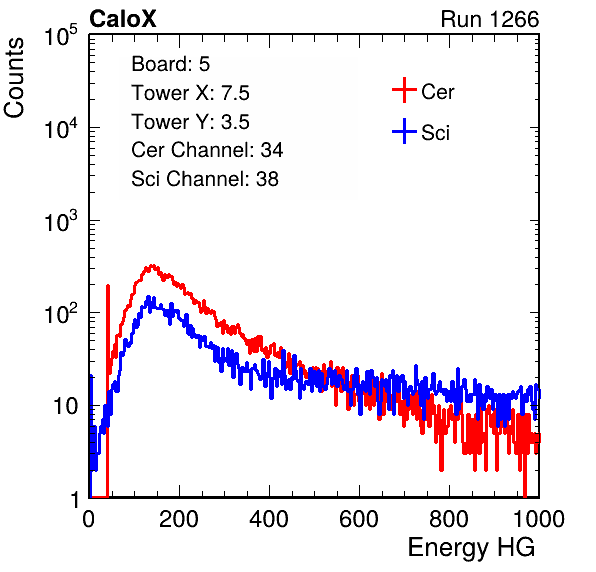 CaloX Run 1266
Counts
10^5
10^4
10^3
10^2
10
1
Board: 5
Tower X: 7.5
Tower Y: 3.5
Cer Channel: 34
Sci Channel: 38
Cer
Sci
0 200 400 600 800 1000
Energy HG